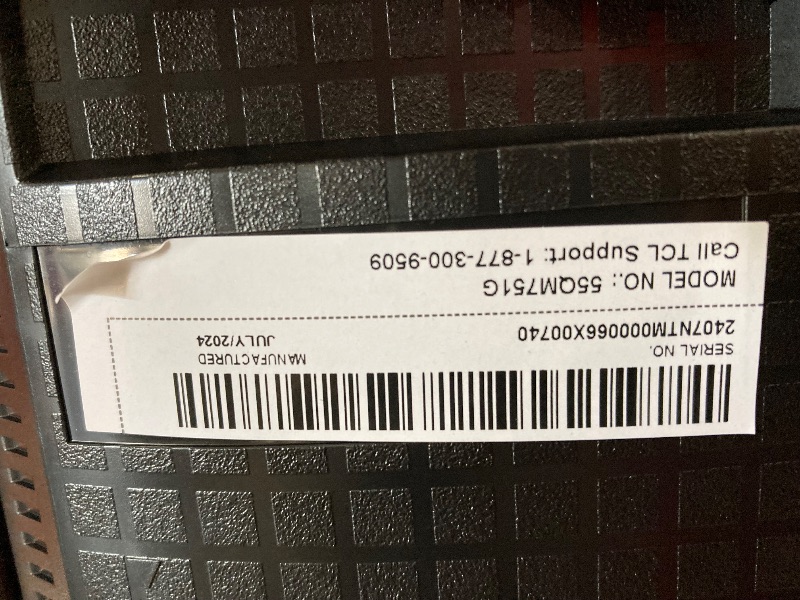 Call TCL Support: 1-877-300-9509
MODEL NO.: 55QM751G
SERIAL NO.
2407NTM000066X00740
MANUFACTURED
JULY/2024